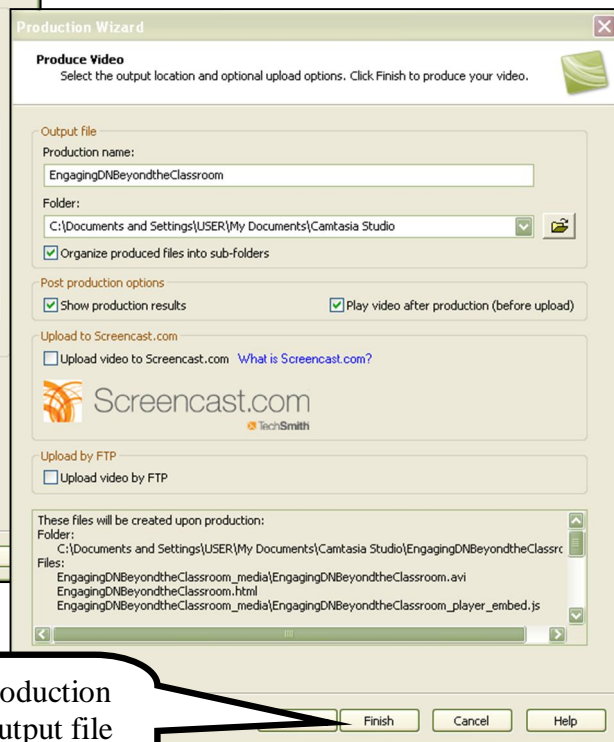 Production Wizard
Produce Video
Select the output location and optional upload options. Click Finish to produce your video.
Output file
Production name:
EngagingDNBeyondtheClassroom
Folder:
C:\Documents and Settings\USER\My Documents\Camtasia Studio
Organize produced files into sub-folders
Post production options
Show production results Play video after production (before upload)
Upload to Screencast.com
Upload video to Screencast.com What is Screencast.com?
Screencast.com
TechSmith
Upload by FTP
Upload video by FTP
These files will be created upon production:
Folder:
C:\Documents and Settings\USER\My Documents\Camtasia Studio\EngagingDNBeyondtheClassrc
Files:
EngagingDNBeyondtheClassroom_media\EngagingDNBeyondtheClassroom.avi
EngagingDNBeyondtheClassroom.html
EngagingDNBeyondtheClassroom_media\EngagingDNBeyondtheClassroom_player_embed.js
Finish Cancel Help